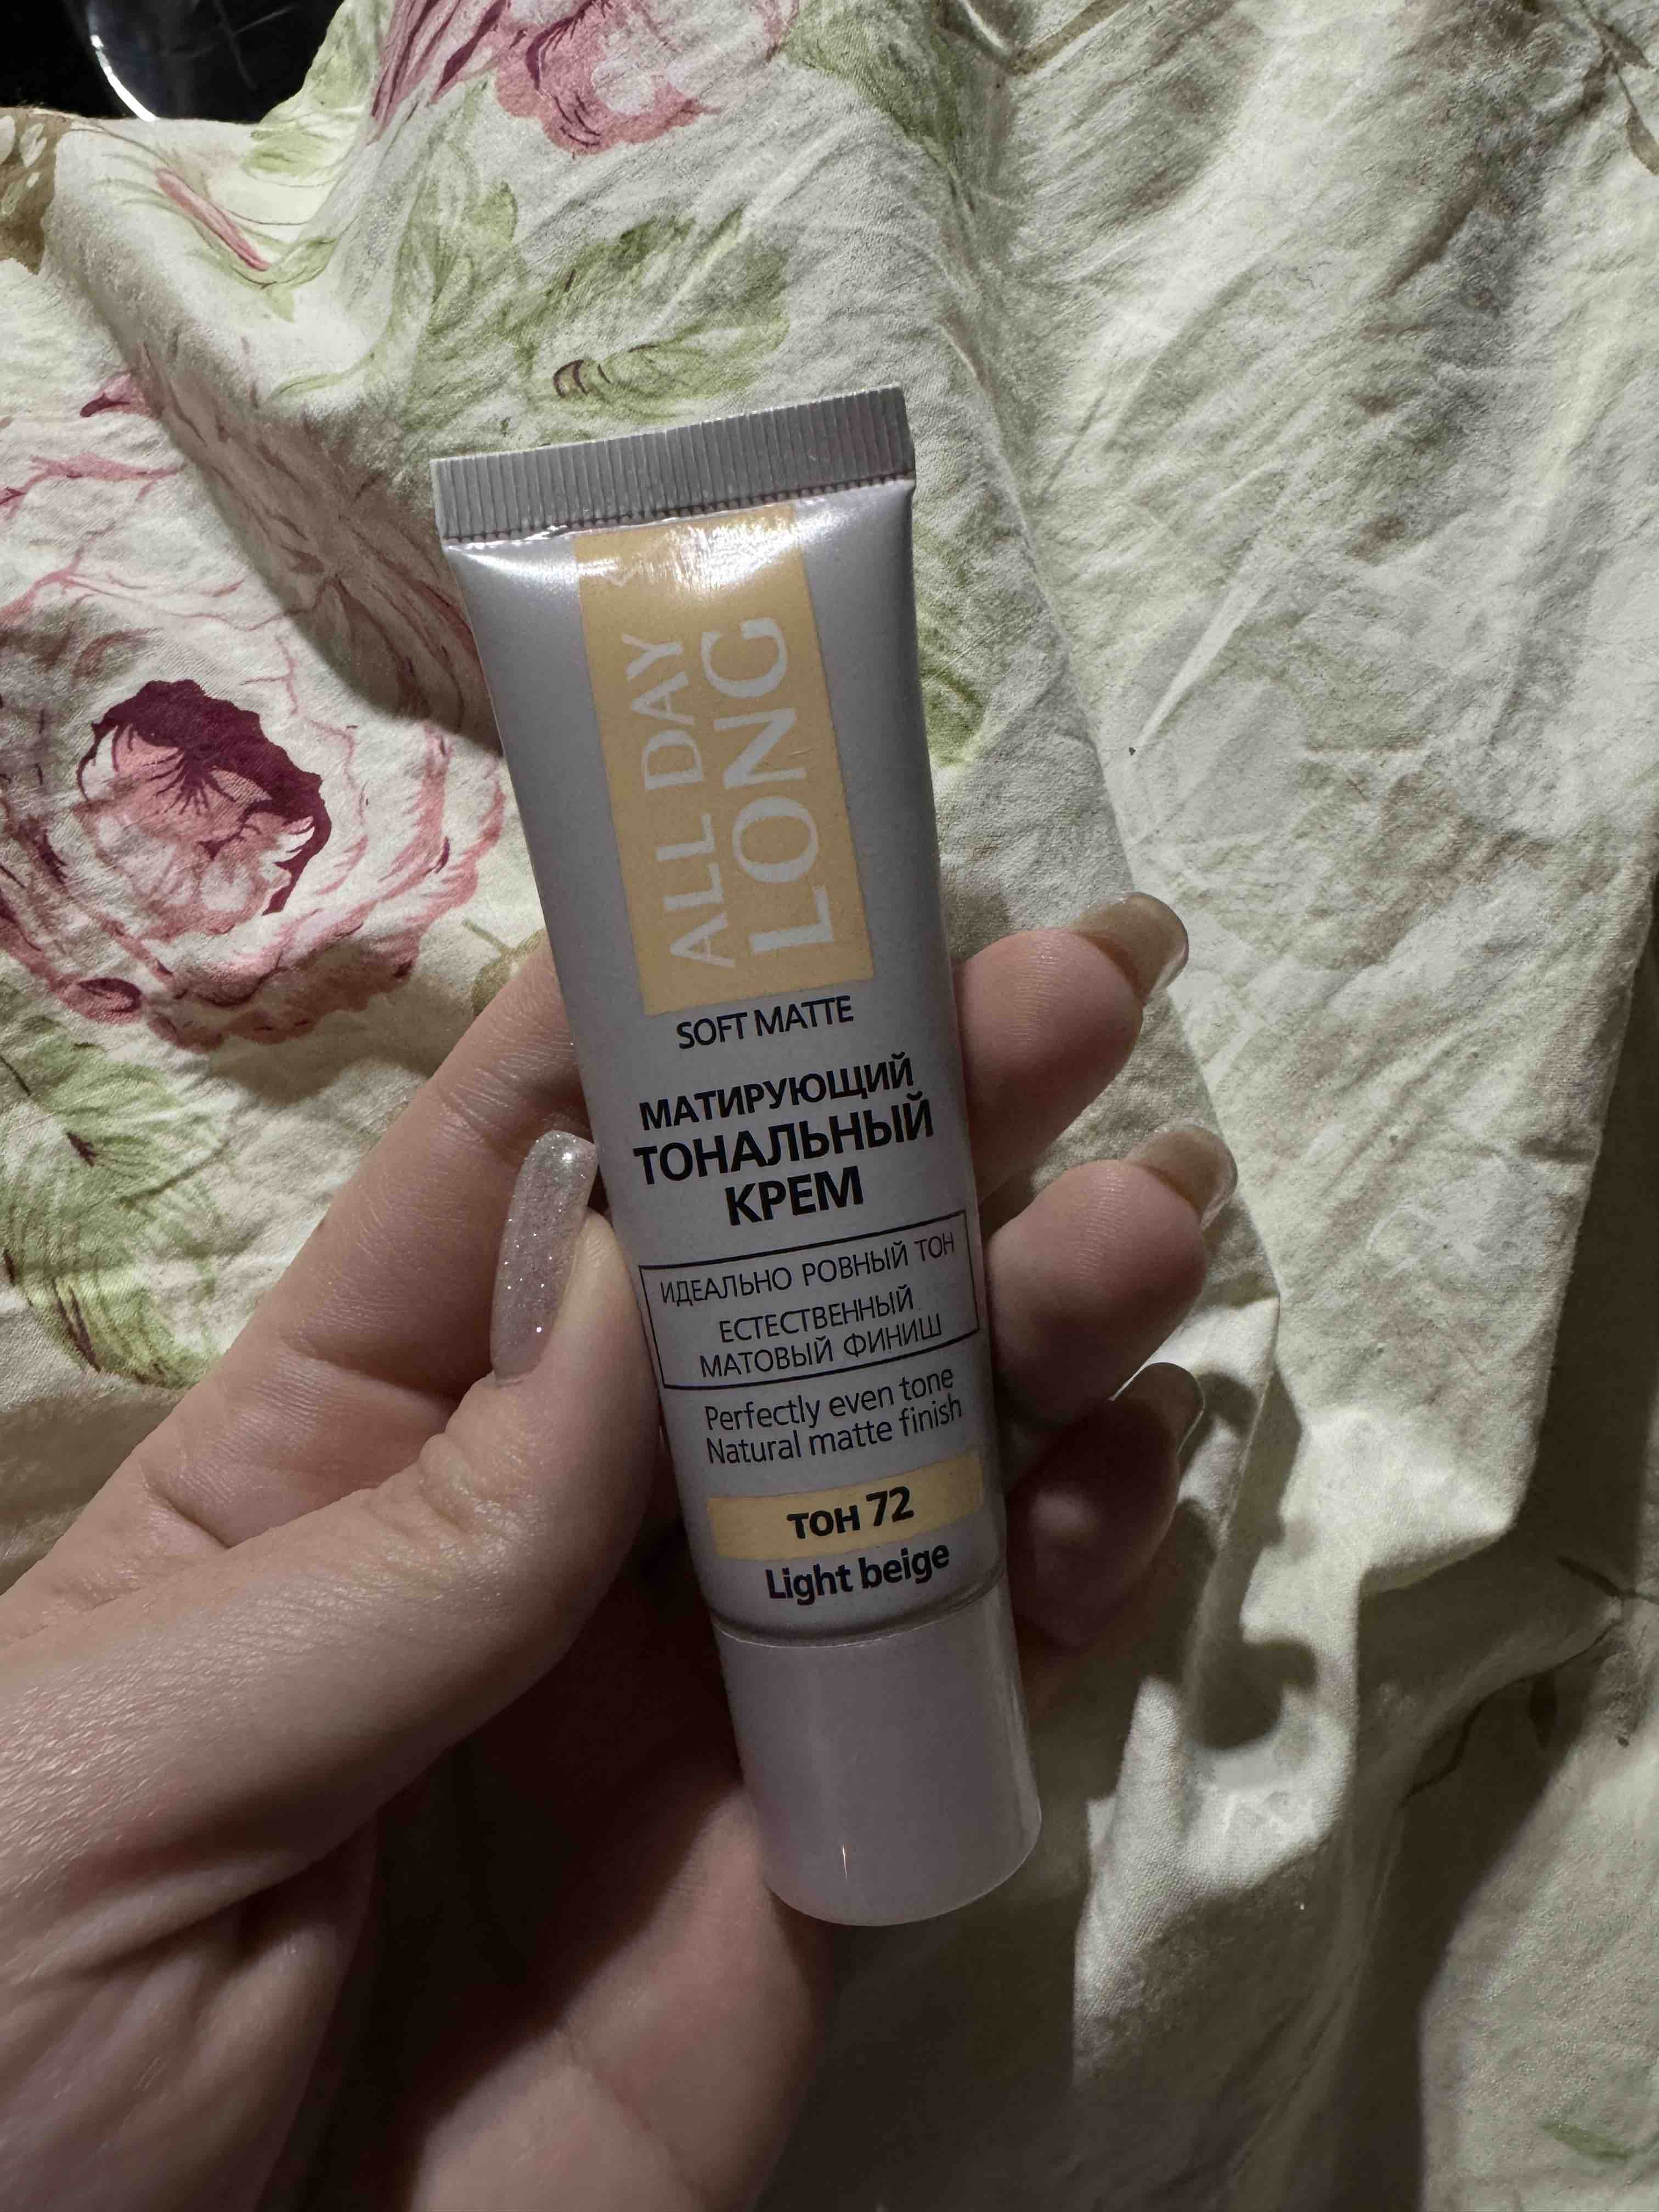 ALL DAY
LONG
SOFT MATTE
МАТИРУЮЩИЙ
ТОНАЛЬНЫЙ
КРЕМ
ИДЕАЛЬНО РОВНЫЙ ТОН
ЕСТЕСТВЕННЫЙ
МАТОВЫЙ ФИНИШ
Perfectly even tone
Natural matte finish
тон 72
Light beige